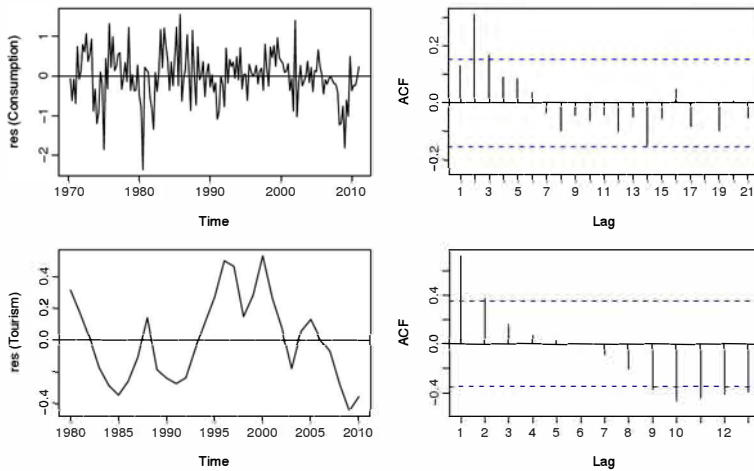 res (Consumption)
1
0
−1
−2
1970 1980 1990 2000 2010
Time
ACF
0.2
0.0
−0.2
1 3 5 7 9 11 13 15 17 19 21
Lag
res (Tourism)
0.4
0.2
0.0
−0.4
1980 1985 1990 1995 2000 2005 2010
Time
ACF
0.4
0.0
−0.4
1 2 3 4 5 6 7 8 9 10 12
Lag